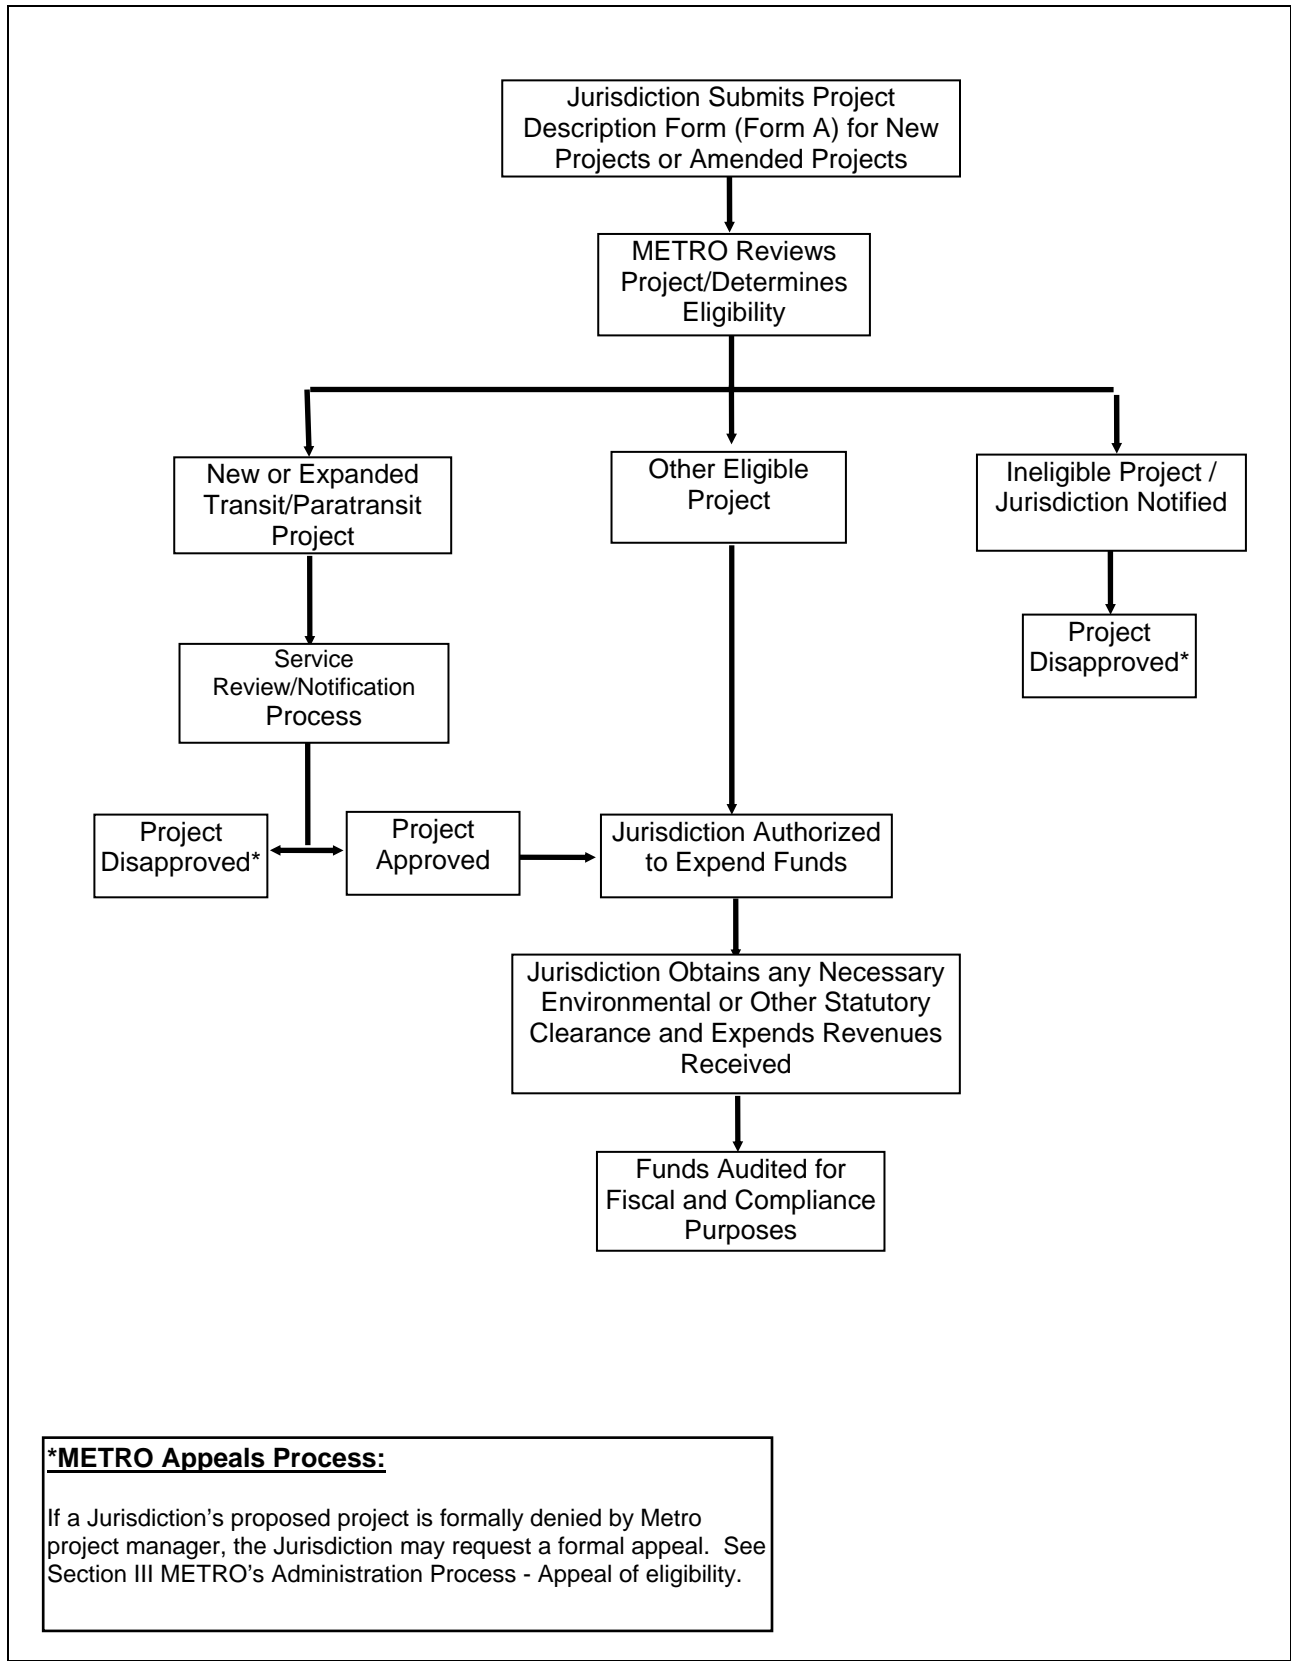 Jurisdiction Submits Project
Description Form (Form A) for New
Projects or Amended Projects
METRO Reviews
Project/Determines
Eligibility
New or Expanded
Transit/Paratransit
Project
Other Eligible
Project
Ineligible Project /
Jurisdiction Notified
Project
Disapproved*
Service
Review/Notification
Process
Project
Disapproved*
Project
Approved
Jurisdiction Authorized
to Expend Funds
Jurisdiction Obtains any Necessary
Environmental or Other Statutory
Clearance and Expends Revenues
Received
Funds Audited for
Fiscal and Compliance
Purposes
*METRO Appeals Process:
If a Jurisdiction’s proposed project is formally denied by Metro
project manager, the Jurisdiction may request a formal appeal.  See
Section III METRO’s Administration Process - Appeal of eligibility.